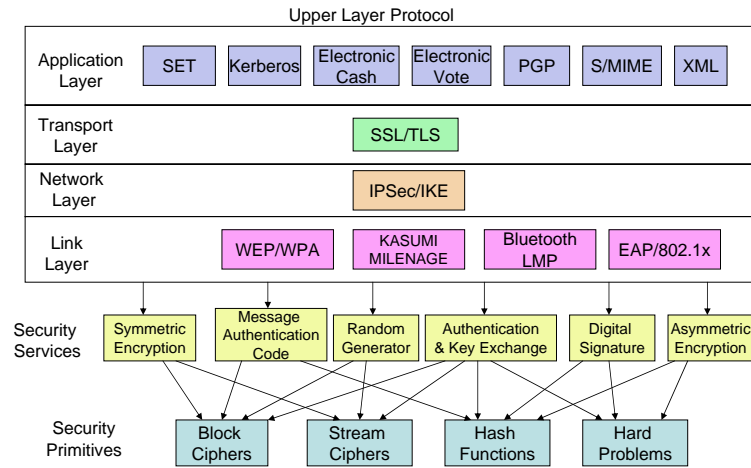 Upper Layer Protocol
Application
Layer
SET
Kerberos
Electronic
Cash
Electronic
Vote
PGP
S/MIME
XML
Transport
Layer
SSL/TLS
Network
Layer
IPSec/IKE
Link
Layer
WEP/WPA
KASUMI
MILENAGE
Bluetooth
LMP
EAP/802.1x
Security
Services
Symmetric
Encryption
Message
Authentication
Code
Random
Generator
Authentication
& Key Exchange
Digital
Signature
Asymmetric
Encryption
Security
Primitives
Block
Ciphers
Stream
Ciphers
Hash
Functions
Hard
Problems